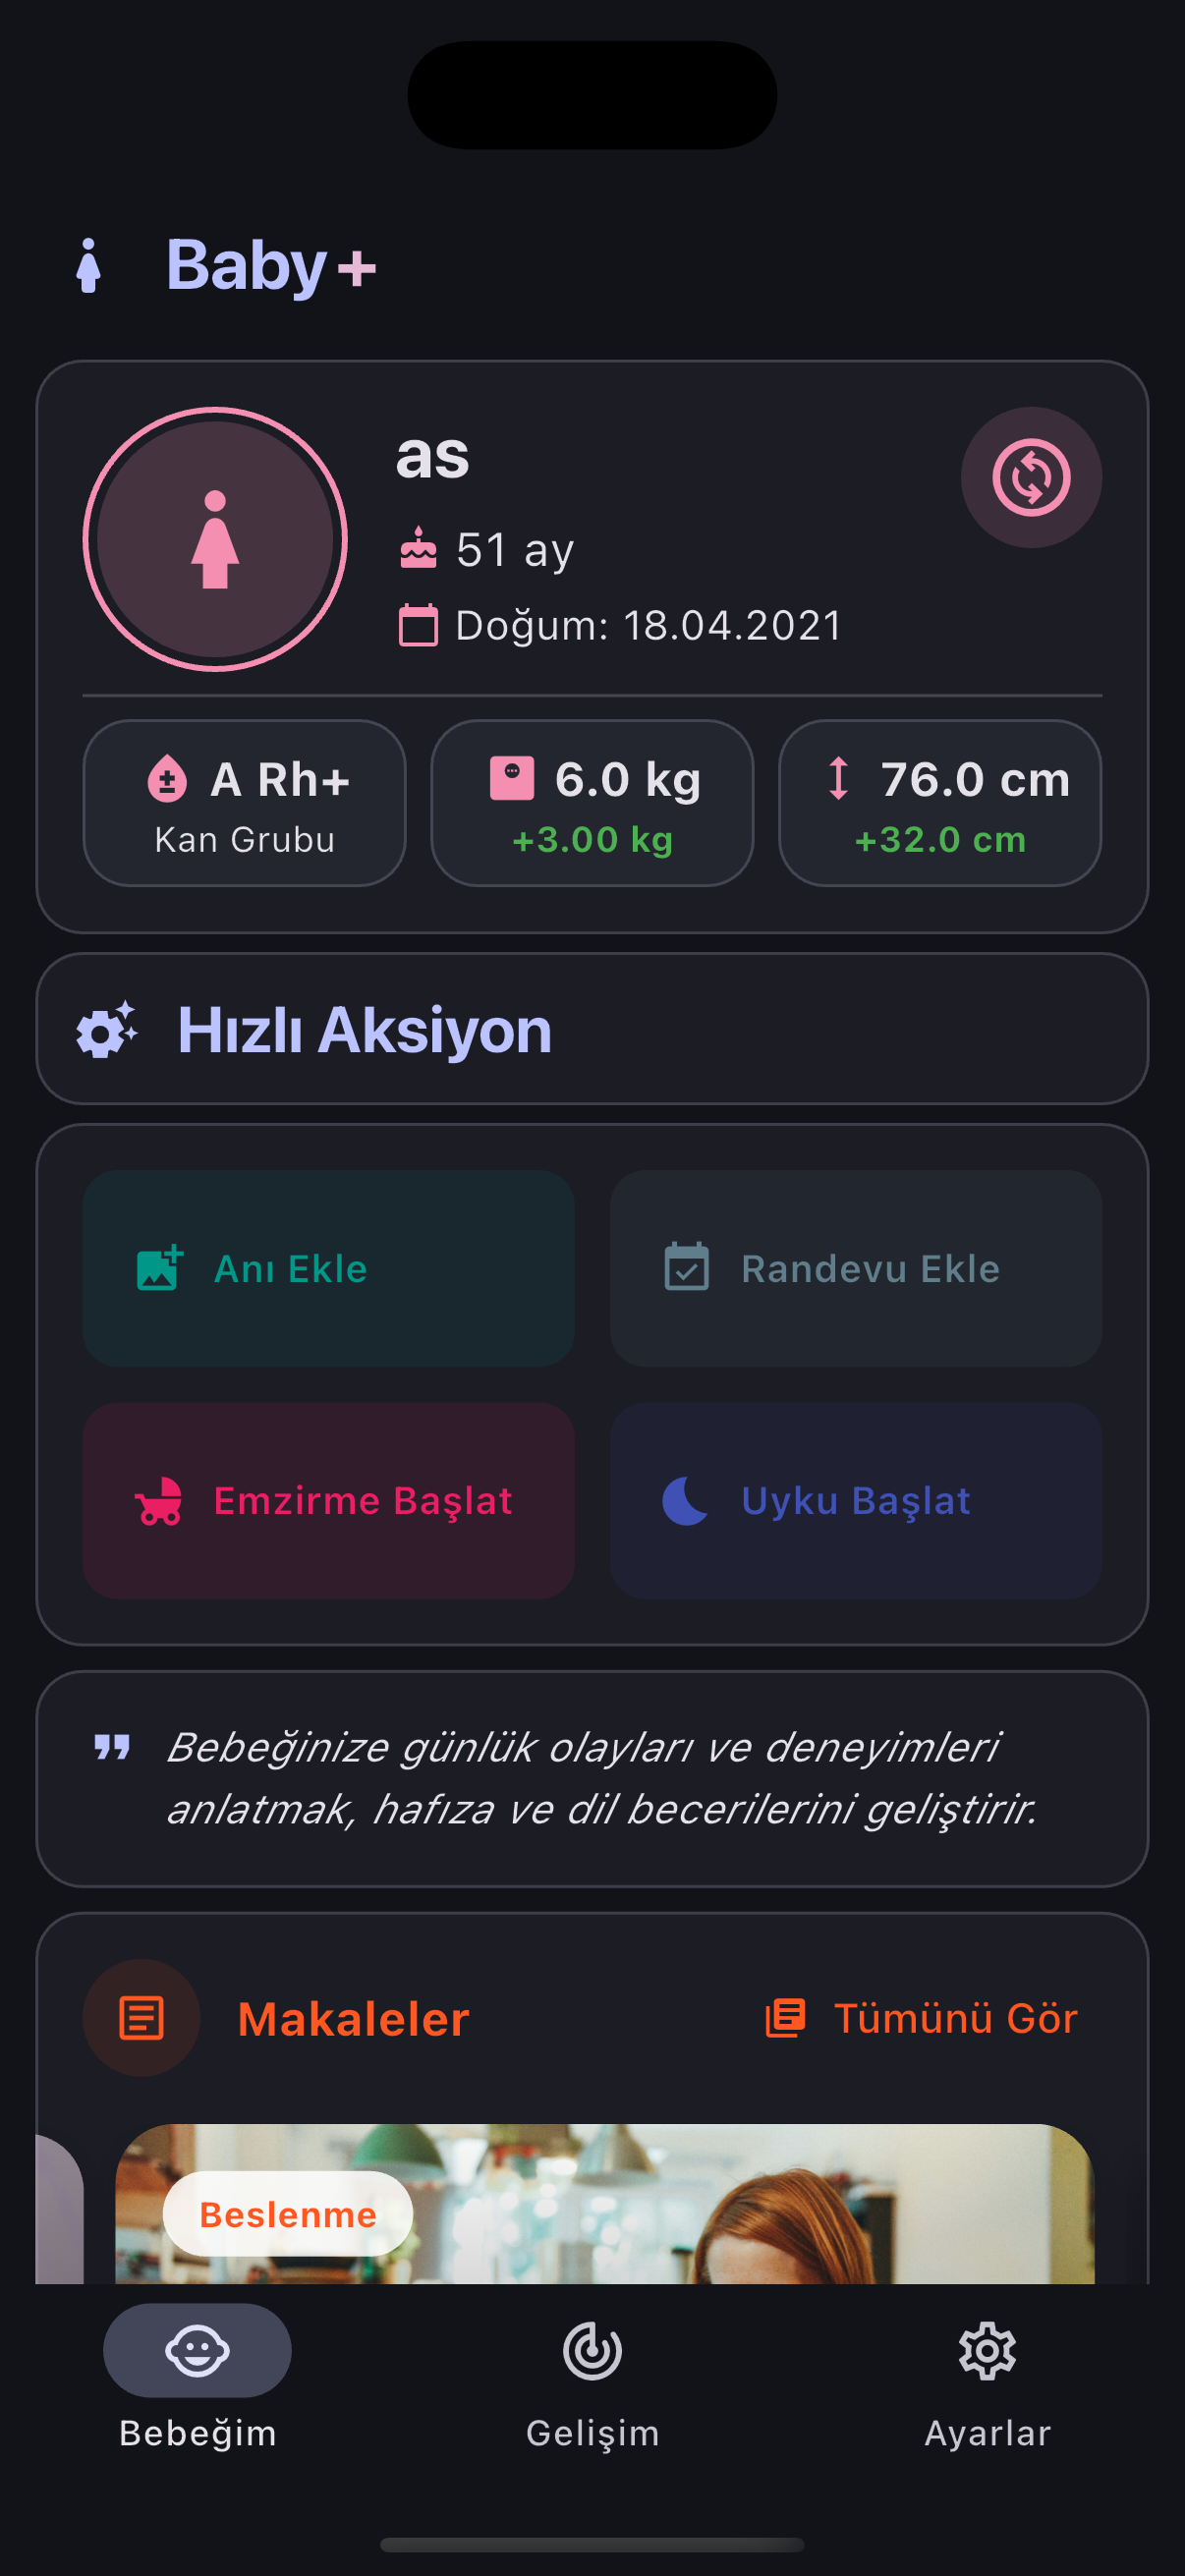 Baby+
as
51 ay
Doğum: 18.04.2021
A Rh+
Kan Grubu
6.0 kg
+3.00 kg
76.0 cm
+32.0 cm
Hızlı Aksiyon
Anı Ekle
Randevu Ekle
Emzirme Başlat
Uyku Başlat
Bebeğinize günlük olayları ve deneyimleri
anlatmak, hafıza ve dil becerilerini geliştirir.
Makaleler
Tümünü Gör
Beslenme
Bebeğim
Gelişim
Ayarlar